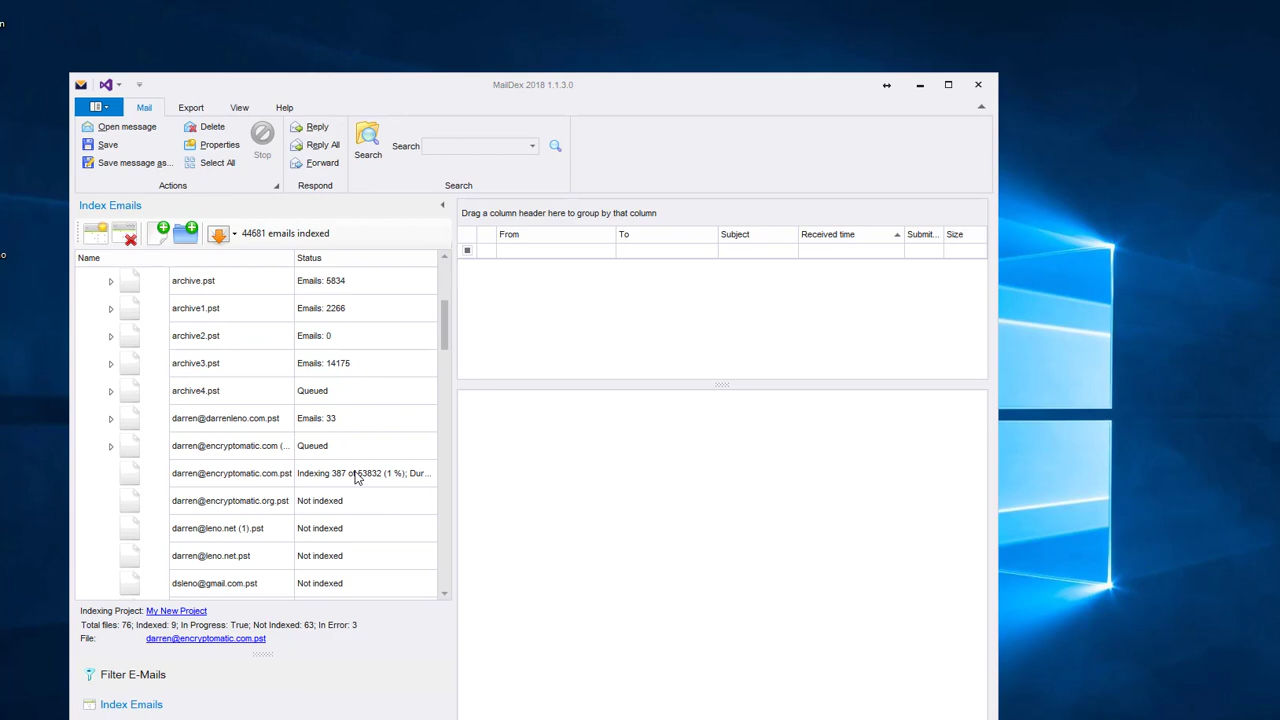 n
MailDex 2018 1.1.3.0
Mail Export View Help
Open message Delete Reply
Save Properties Stop Reply All Search Search
Save message as... Select All Forward
Actions Respond Search
Index Emails
44681 emails indexed
Drag a column header here to group by that column
From To Subject Received time Submit... Size
Name Status
archive.pst Emails: 5834
archive1.pst Emails: 2266
archive2.pst Emails: 0
archive3.pst Emails: 14175
archive4.pst Queued
darren@darrenleno.com.pst Emails: 33
darren@encryptomatic.com (... Queued
darren@encryptomatic.com.pst Indexing 387 of 53832 (1 %); Dur...
darren@encryptomatic.org.pst Not indexed
darren@leno.net (1).pst Not indexed
darren@leno.net.pst Not indexed
dsleno@gmail.com.pst Not indexed
Indexing Project: My New Project
Total files: 76; Indexed: 9; In Progress: True; Not Indexed: 63; In Error: 3
File: darren@encryptomatic.com.pst
Filter E-Mails
Index Emails
o